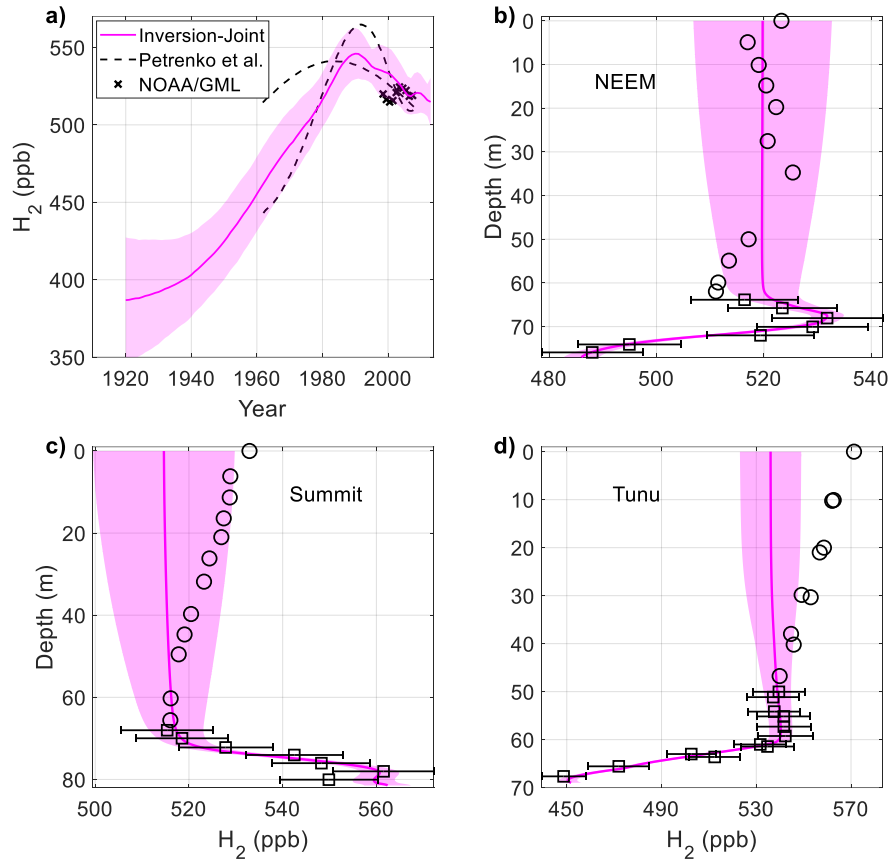 a)
Inversion-Joint
Petrenko et al.
NOAA/GML
550
500
450
400
350
H2 (ppb)
1920 1940 1960 1980 2000
Year
b)
NEEM
0
10
20
30
40
50
60
70
Depth (m)
480 500 520 540
c)
Summit
0
20
40
60
80
Depth (m)
500 520 540 560
H2 (ppb)
d)
Tunu
0
10
20
30
40
50
60
70
450 490 530 570
H2 (ppb)